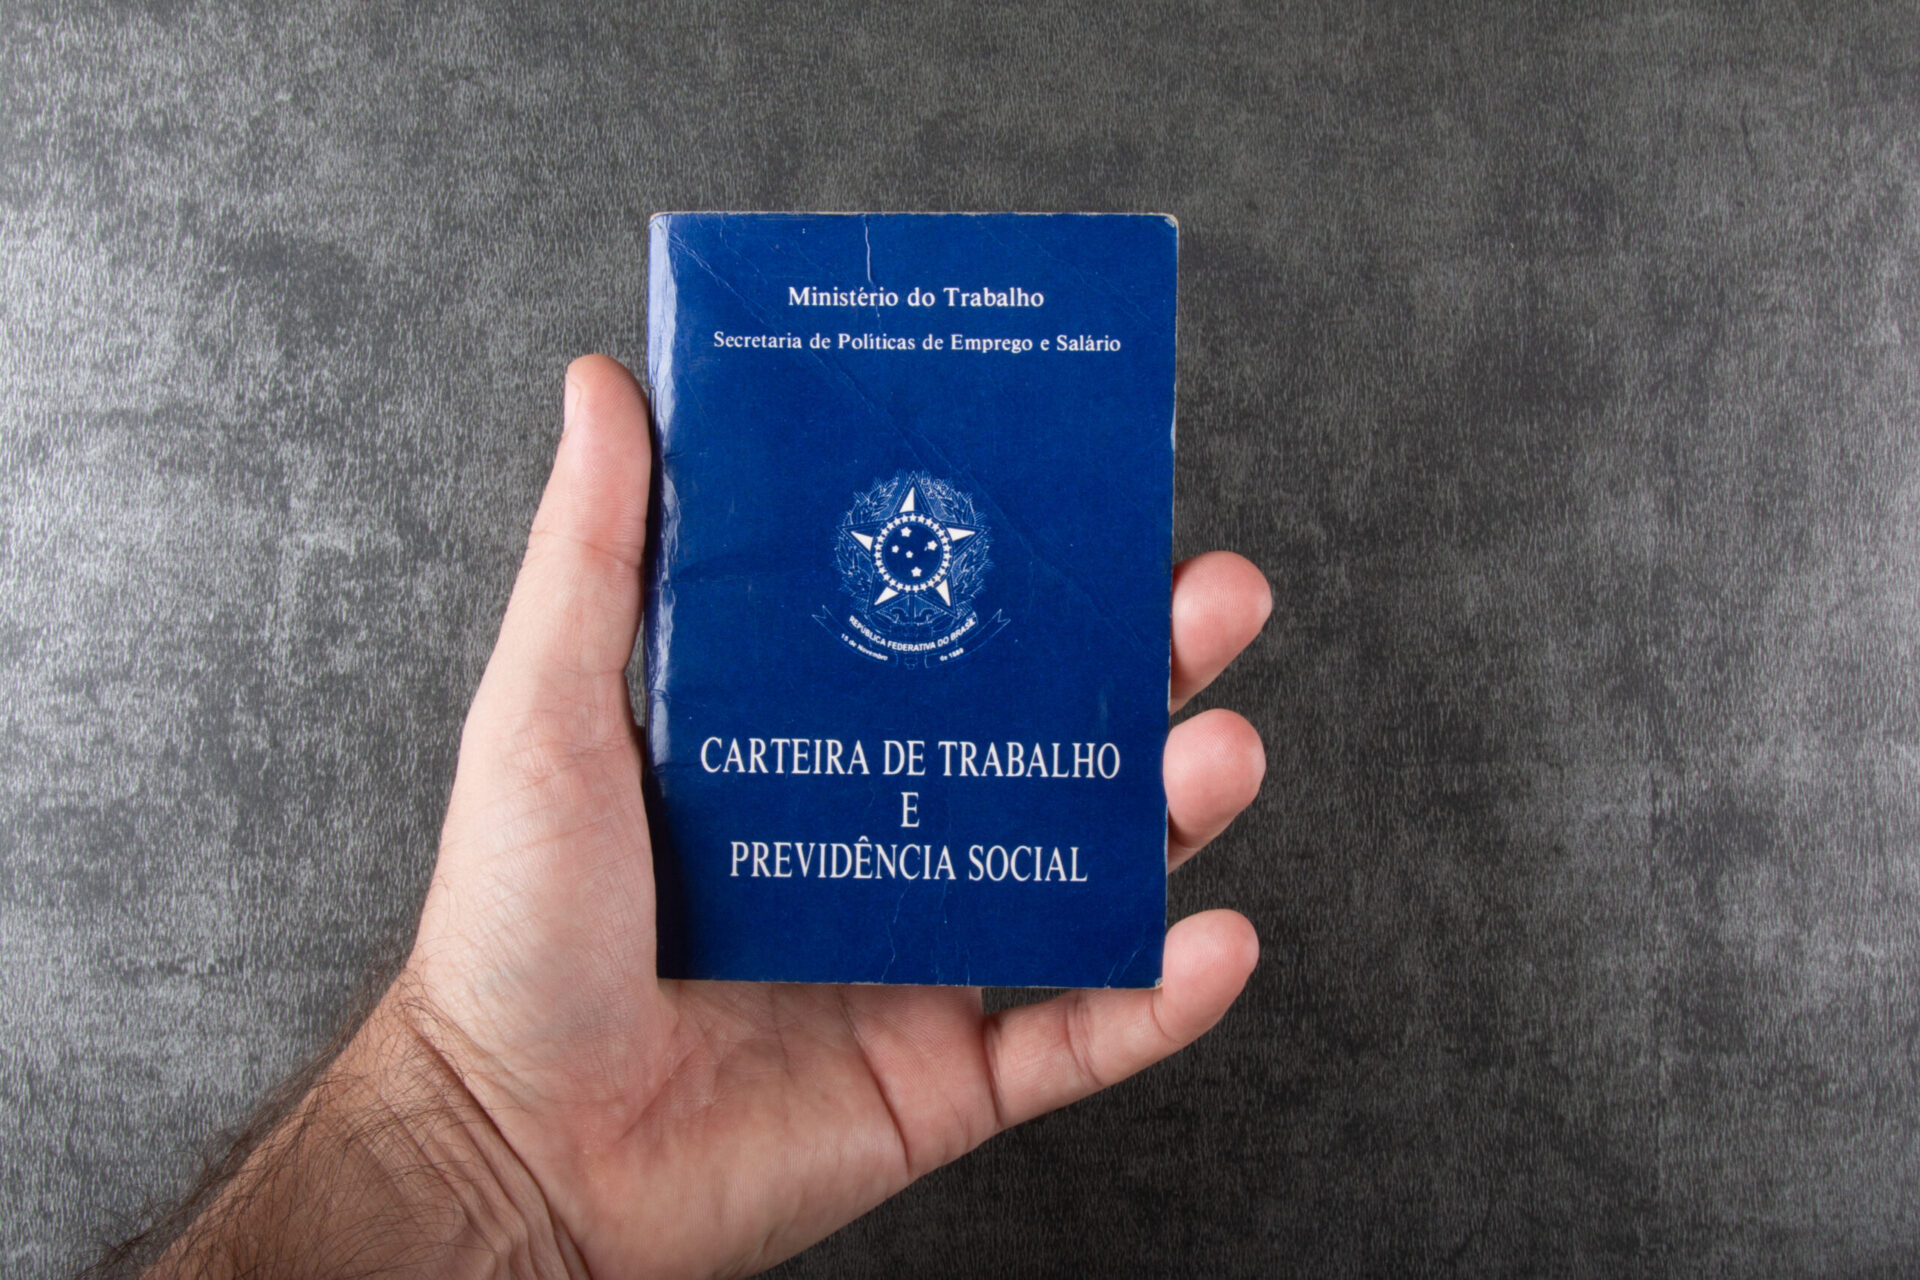 Ministério do Trabalho
Secretaria de Políticas de Emprego e Salário
REPÚBLICA FEDERATIVA DO BRASIL
15 de Novembro de 1889
CARTEIRA DE TRABALHO
E
PREVIDÊNCIA SOCIAL